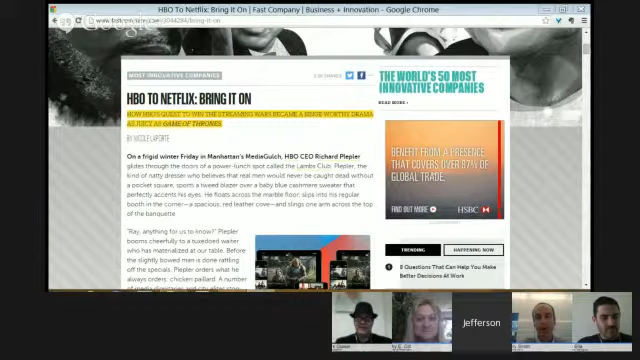 HBO To Netflix: Bring It On | Fast Company | Business + Innovation - Google Chrome
Google
MOST INNOVATIVE COMPANIES
THE WORLD'S 50 MOST
INNOVATIVE COMPANIES
READ MORE ›
HBO TO NETFLIX: BRING IT ON
HOW HBO'S QUEST TO WIN THE STREAMING WARS BECAME A BINGE-WORTHY DRAMA
AS JUICY AS GAME OF THRONES.
BY NICOLE LAPORTE
On a frigid winter Friday in Manhattan's MediaGulch, HBO CEO Richard Plepler
glides through the doors of a power-lunch spot called the Lambs Club. Plepler, the
kind of natty dresser who believes that real men would never be caught dead without
a pocket square, sports a tweed blazer over a baby blue cashmere sweater that
perfectly accents his eyes. He floats across the marble floor, slips into his regular
booth in the corner—a spacious, red leather cove—and slings one arm across the top
of the banquette
"Ray, anything for us to know?" Plepler
booms cheerfully to a tuxedoed waiter
who has materialized at our table. Before
the slightly bowed man is done rattling
off the specials, Plepler orders what he
always orders: chicken paillard. A
number of media dignitaries and city elites stop
BENEFIT FROM A PRESENCE
THAT COVERS OVER 87% OF
GLOBAL TRADE.
FIND OUT MORE
HSBC
TRENDING
HAPPENING NOW
8 Questions That Can Help You Make
Better Decisions At Work
Jefferson